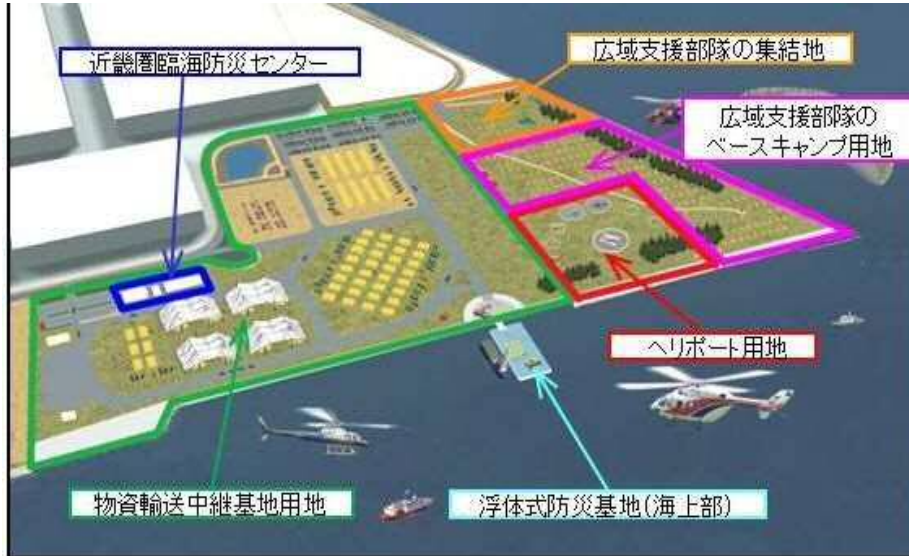 近畿圏臨海防災センター
広域支援部隊の集結地
広域支援部隊の
ベースキャンプ用地
ヘリポート用地
物資輸送中継基地用地
浮体式防災基地(海上部)